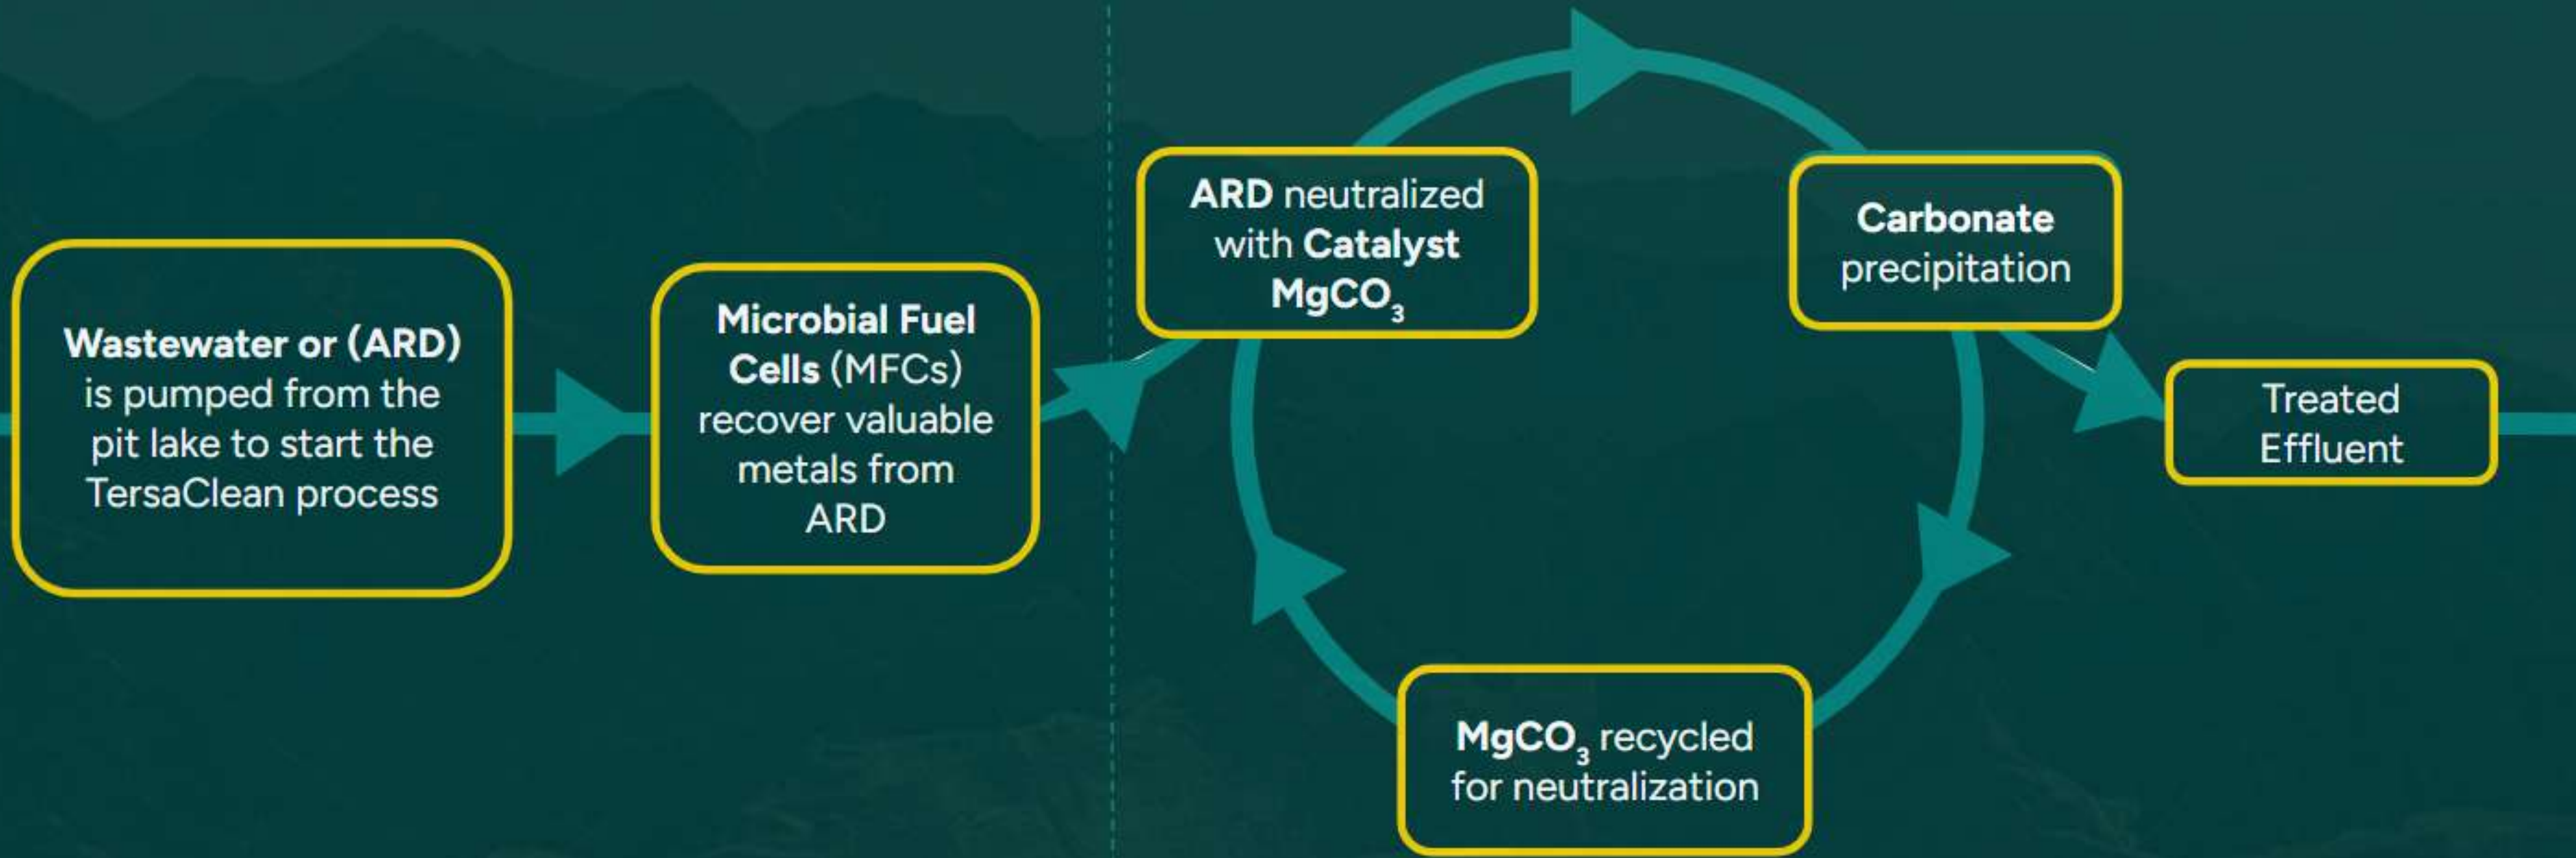 Wastewater or (ARD)
is pumped from the
pit lake to start the
TersaClean process
Microbial Fuel
Cells (MFCs)
recover valuable
metals from
ARD
ARD neutralized
with Catalyst
MgCO₃
Carbonate
precipitation
Treated
Effluent
MgCO₃ recycled
for neutralization